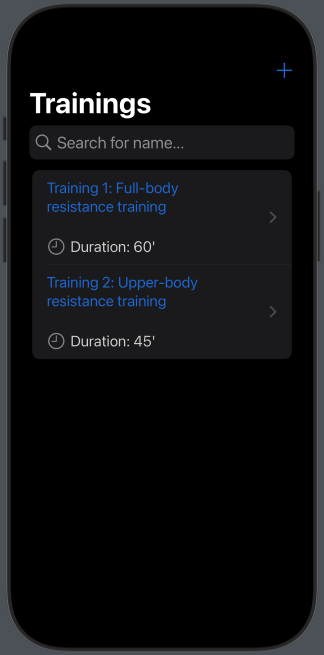 Trainings
Search for name...
Training 1: Full-body
resistance training
Duration: 60'
Training 2: Upper-body
resistance training
Duration: 45'